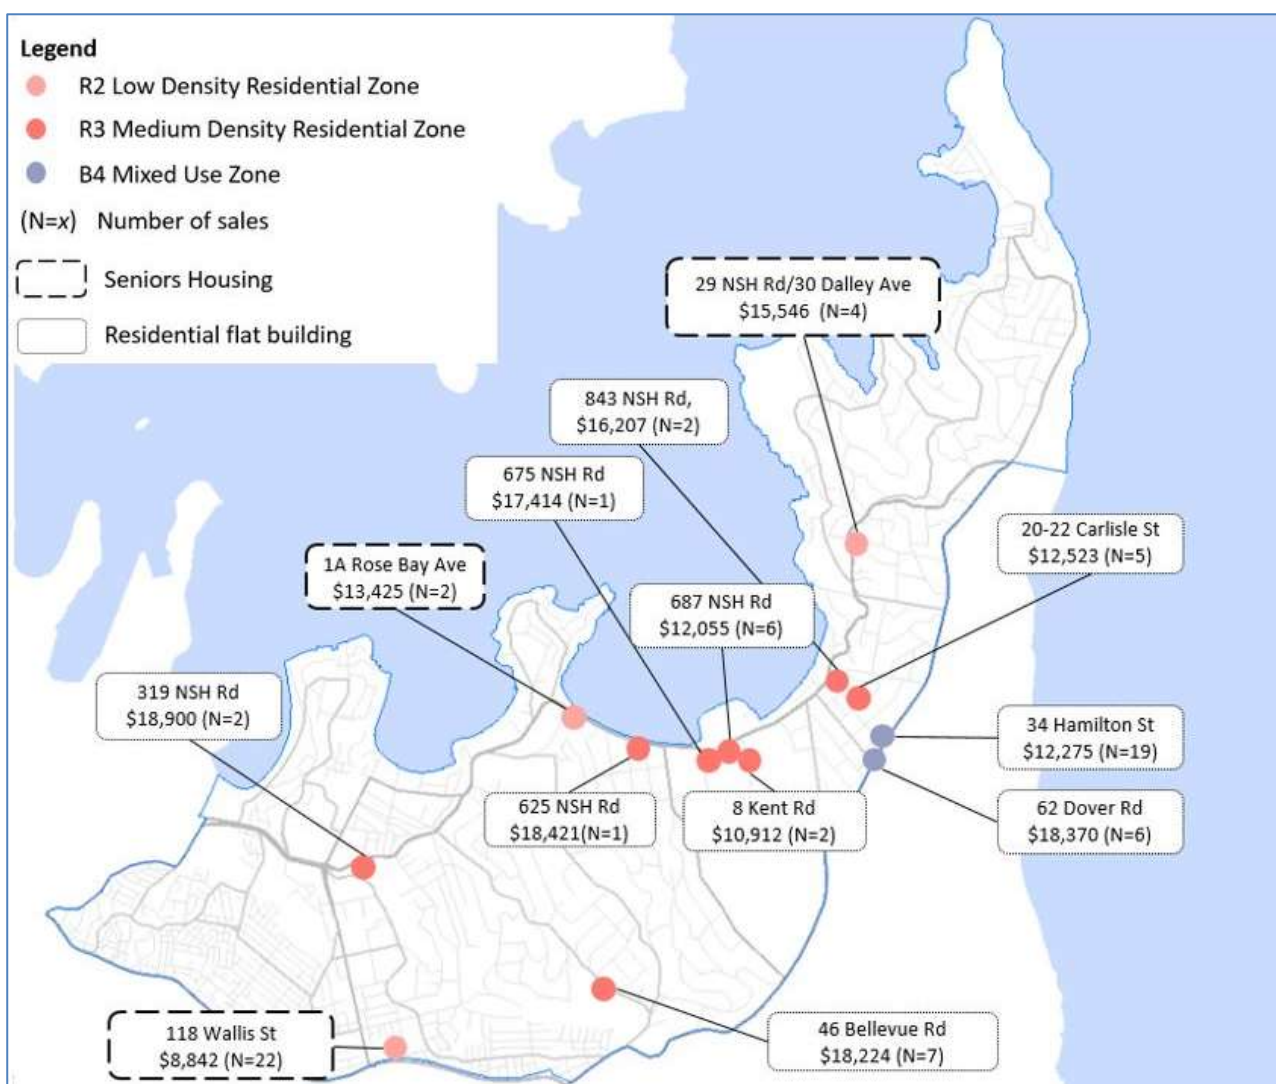 Legend
R2 Low Density Residential Zone
R3 Medium Density Residential Zone
B4 Mixed Use Zone
(N=x) Number of sales
Seniors Housing
Residential flat building
29 NSH Rd/30 Dalley Ave
$15,546 (N=4)
843 NSH Rd,
$16,207 (N=2)
675 NSH Rd
$17,414 (N=1)
20-22 Carlisle St
$12,523 (N=5)
1A Rose Bay Ave
$13,425 (N=2)
687 NSH Rd
$12,055 (N=6)
319 NSH Rd
$18,900 (N=2)
34 Hamilton St
$12,275 (N=19)
625 NSH Rd
$18,421(N=1)
8 Kent Rd
$10,912 (N=2)
62 Dover Rd
$18,370 (N=6)
118 Wallis St
$8,842 (N=22)
46 Bellevue Rd
$18,224 (N=7)